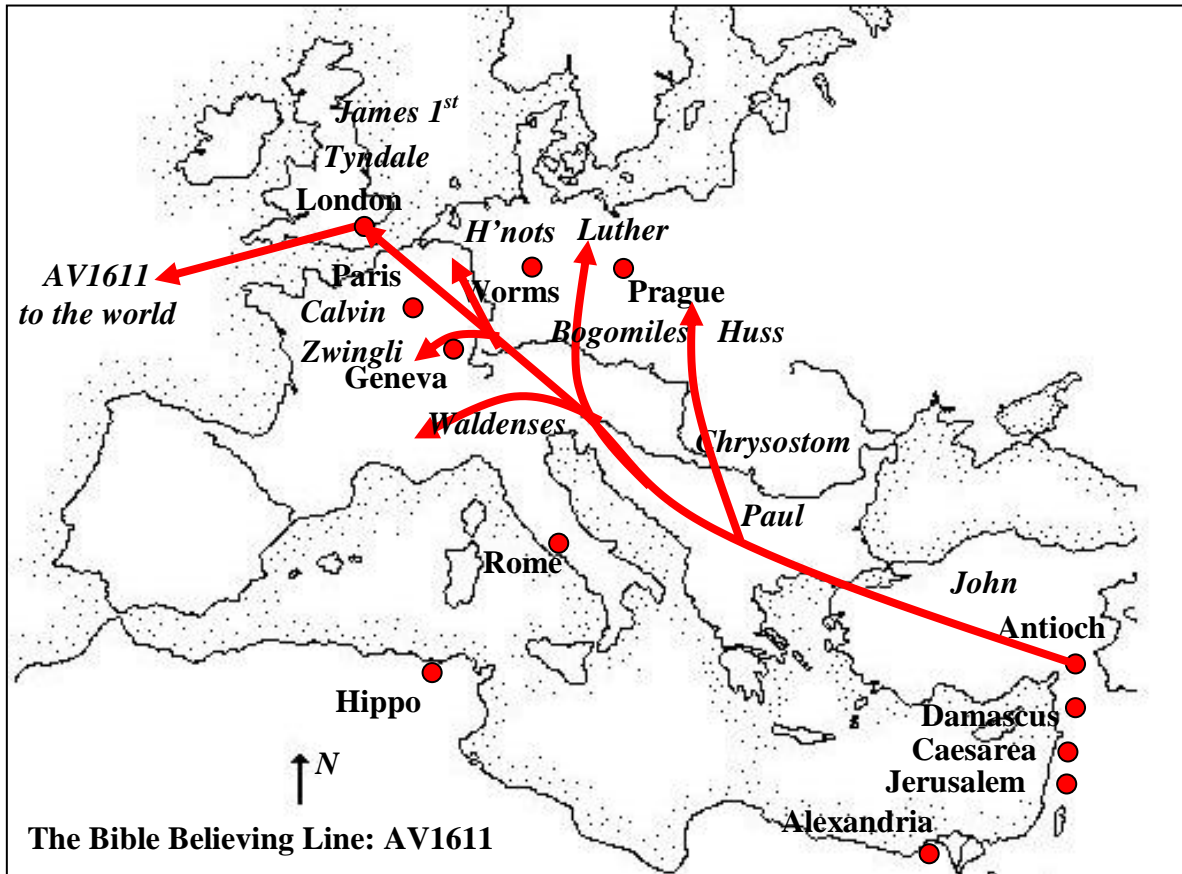 James 1st
Tyndale
London
H'nots
Luther
AV1611
to the world
Paris
Worms
Prague
Calvin
Bogomiles
Huss
Zwingli
Geneva
Waldenses
Chrysostom
Paul
Rome
John
Antioch
Hippo
Damascus
Caesarea
N
Jerusalem
Alexandria
The Bible Believing Line: AV1611